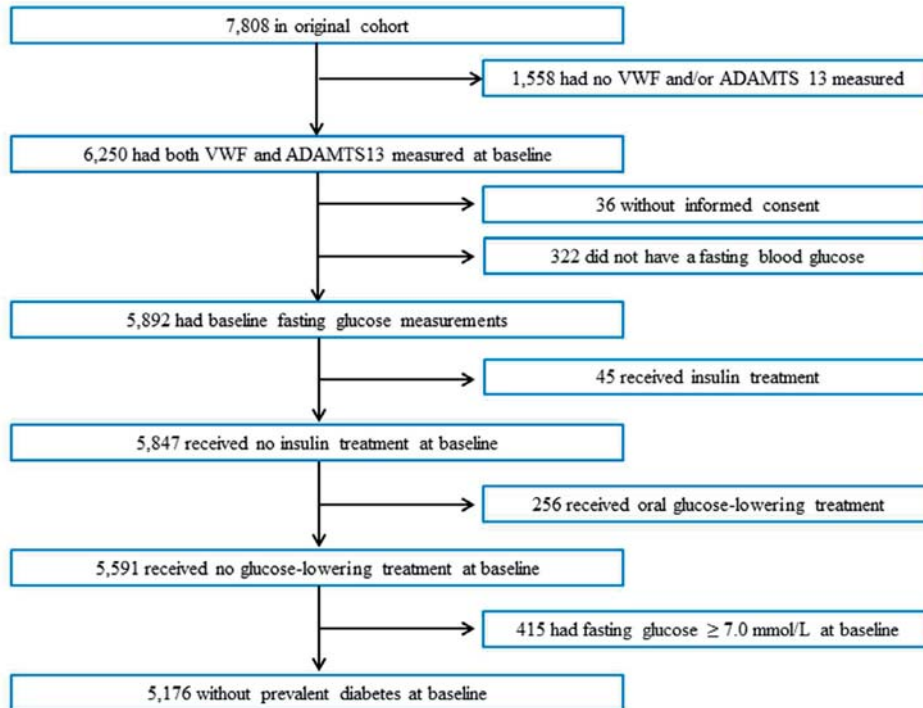 7,808 in original cohort
1,558 had no VWF and/or ADAMTS 13 measured
6,250 had both VWF and ADAMTS13 measured at baseline
36 without informed consent
322 did not have a fasting blood glucose
5,892 had baseline fasting glucose measurements
45 received insulin treatment
5,847 received no insulin treatment at baseline
256 received oral glucose-lowering treatment
5,591 received no glucose-lowering treatment at baseline
415 had fasting glucose ≥ 7.0 mmol/L at baseline
5,176 without prevalent diabetes at baseline